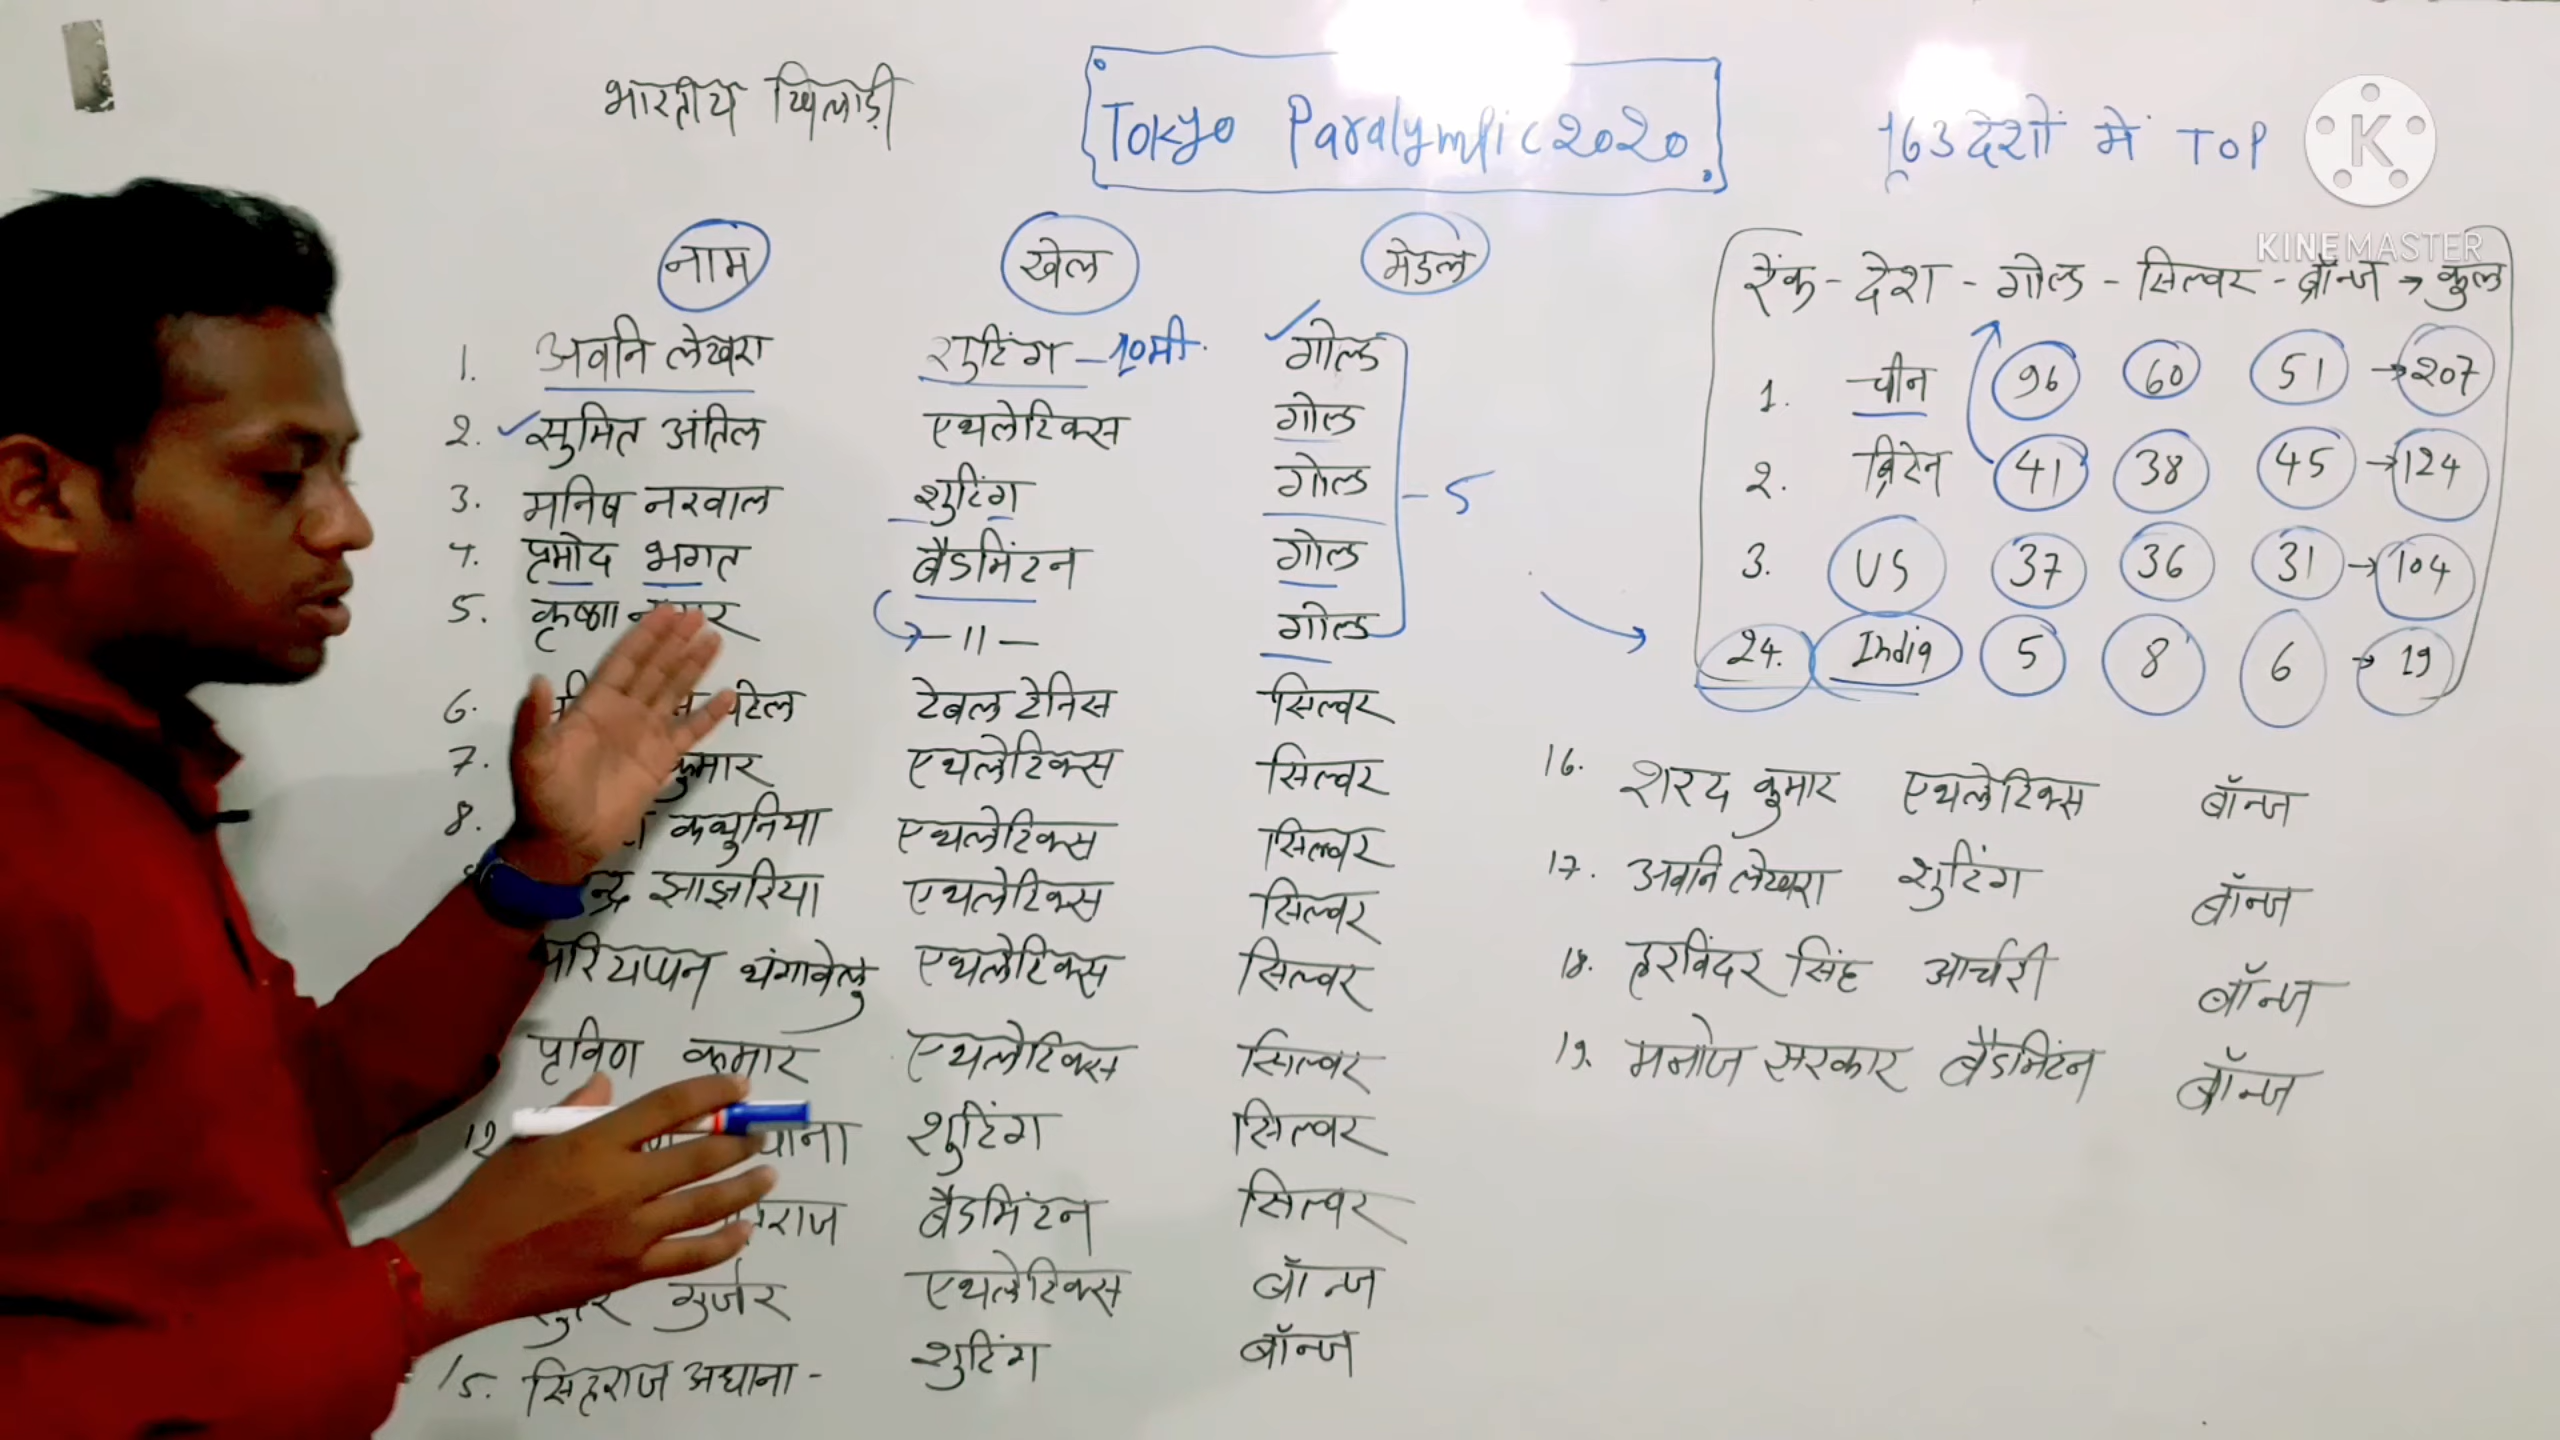 भारतीय खिलाड़ी
Tokyo Paralympic 2020
163 देशों में TOP
K
KINEMASTER
नाम खेल मेडल
1. अवनि लेखरा शुटिंग - 10मी. गोल्ड
2. सुमित अंतिल एथलेटिक्स गोल्ड
3. मनिष नरवाल शुटिंग गोल्ड
4. प्रमोद भगत बैडमिंटन गोल्ड
5. कृष्णा -11- गोल्ड
- 5
6. पटेल टेबल टेनिस सिल्वर
7. कुमार एथलेटिक्स सिल्वर
8. कथुनिया एथलेटिक्स सिल्वर
झाझरिया एथलेटिक्स सिल्वर
मरियप्पन थंगावेलु एथलेटिक्स सिल्वर
प्रविण कुमार एथलेटिक्स सिल्वर
12 शुटिंग सिल्वर
बैडमिंटन सिल्वर
गुर्जर एथलेटिक्स बॉन्ज
15. सिहराज अधाना - शुटिंग बॉन्ज
रैंक - देश - गोल्ड - सिल्वर - ब्रॉन्ज → कुल
1. चीन 96 60 51 → 207
2. ब्रिटेन 41 38 45 → 124
3. US 37 36 31 → 104
24. India 5 8 6 → 19
16. शरद कुमार एथलेटिक्स बॉन्ज
17. अवनि लेखरा शुटिंग बॉन्ज
18. हरविंदर सिंह आर्चरी बॉन्ज
19. मनोज सरकार बैडमिंटन बॉन्ज